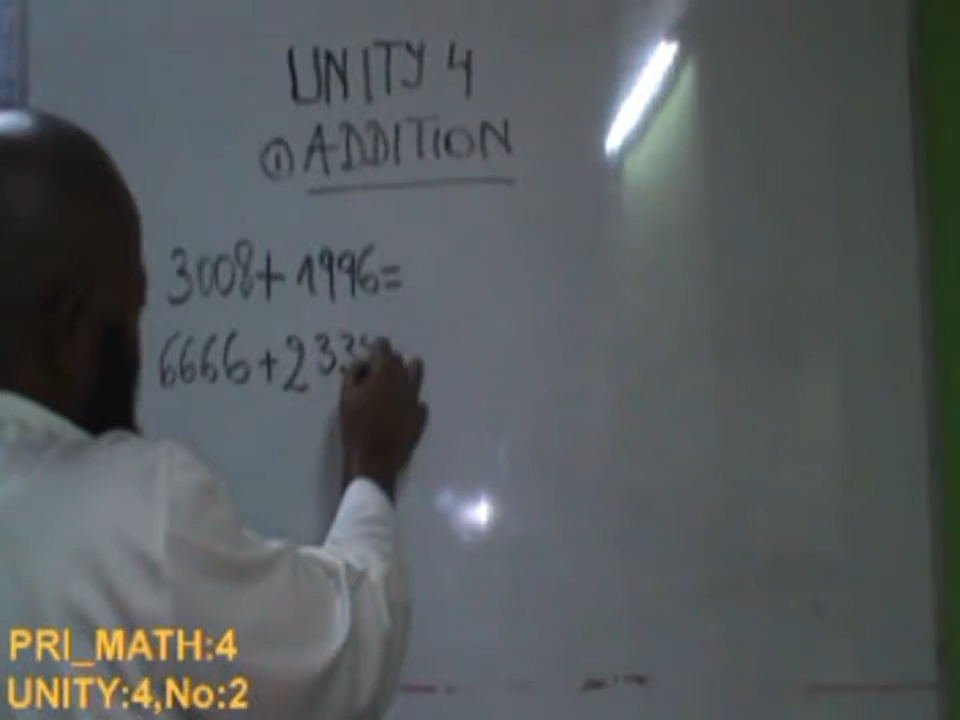 UNITY 4
① ADDITION
3008+1996=
6666+233
PRI_MATH:4
UNITY:4,No:2